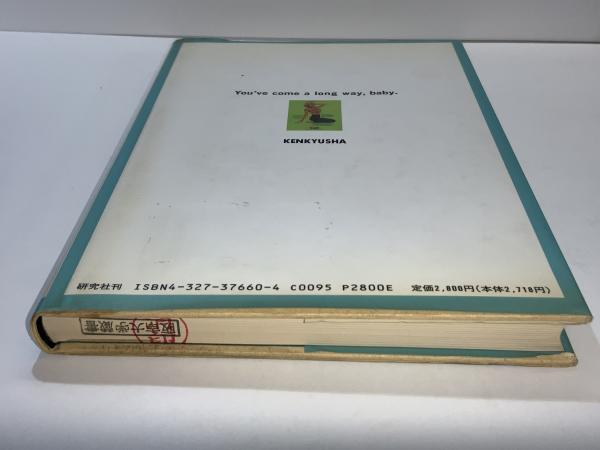 You've come a long way, baby.
KENKYUSHA
研究社刊 ISBN4-327-37660-4 C0095 P2800E 定価2,800円(本体2,718円)